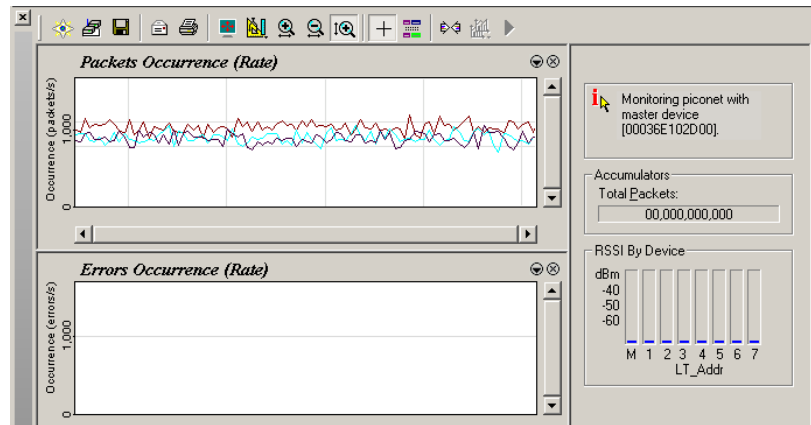 Packets Occurrence (Rate)
Occurrence (packets/s)
1,000
0
Errors Occurrence (Rate)
Occurrence (errors/s)
1,000
0
Monitoring piconet with
master device
[00036E102D00].
Accumulators
Total Packets:
00,000,000,000
RSSI By Device
dBm
-40
-50
-60
M 1 2 3 4 5 6 7
LT_Addr